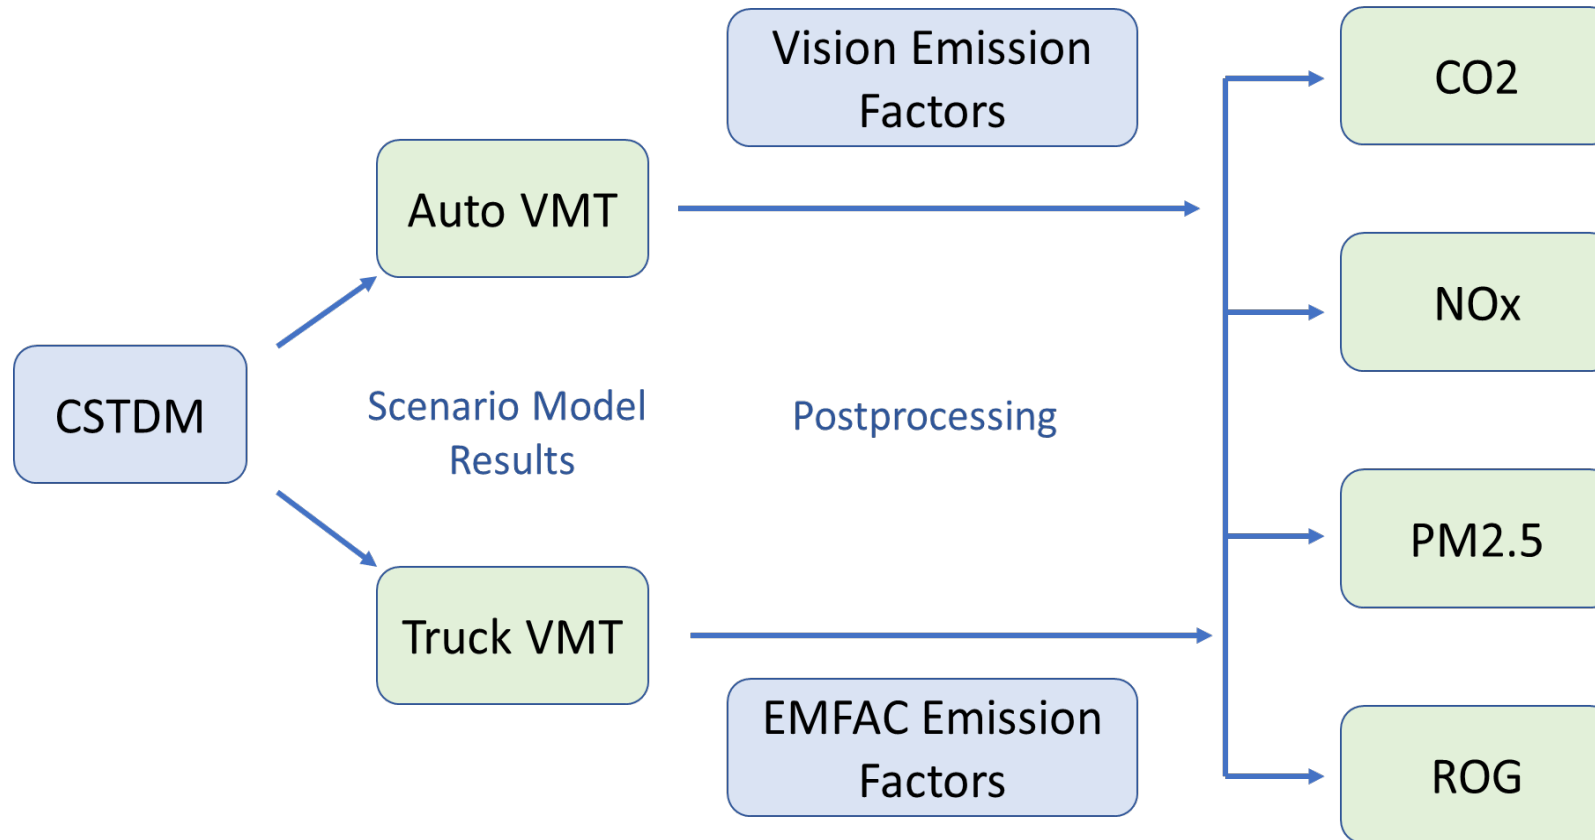 Vision Emission
Factors
CO2
Auto VMT
NOx
CSTDM
Scenario Model
Results
Postprocessing
PM2.5
Truck VMT
EMFAC Emission
Factors
ROG